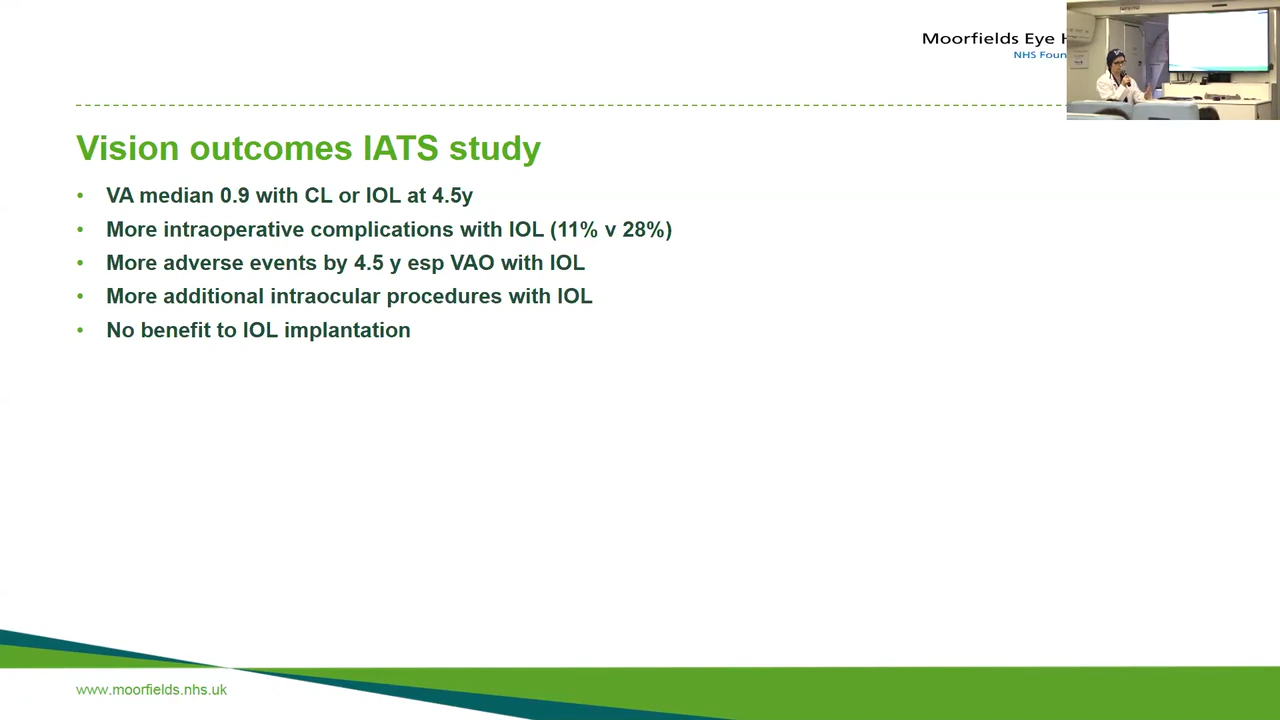 Moorfields Eye
NHS
Vision outcomes IATS study
• VA median 0.9 with CL or IOL at 4.5y
• More intraoperative complications with IOL (11% v 28%)
• More adverse events by 4.5 y esp VAO with IOL
• More additional intraocular procedures with IOL
• No benefit to IOL implantation
www.moorfields.nhs.uk